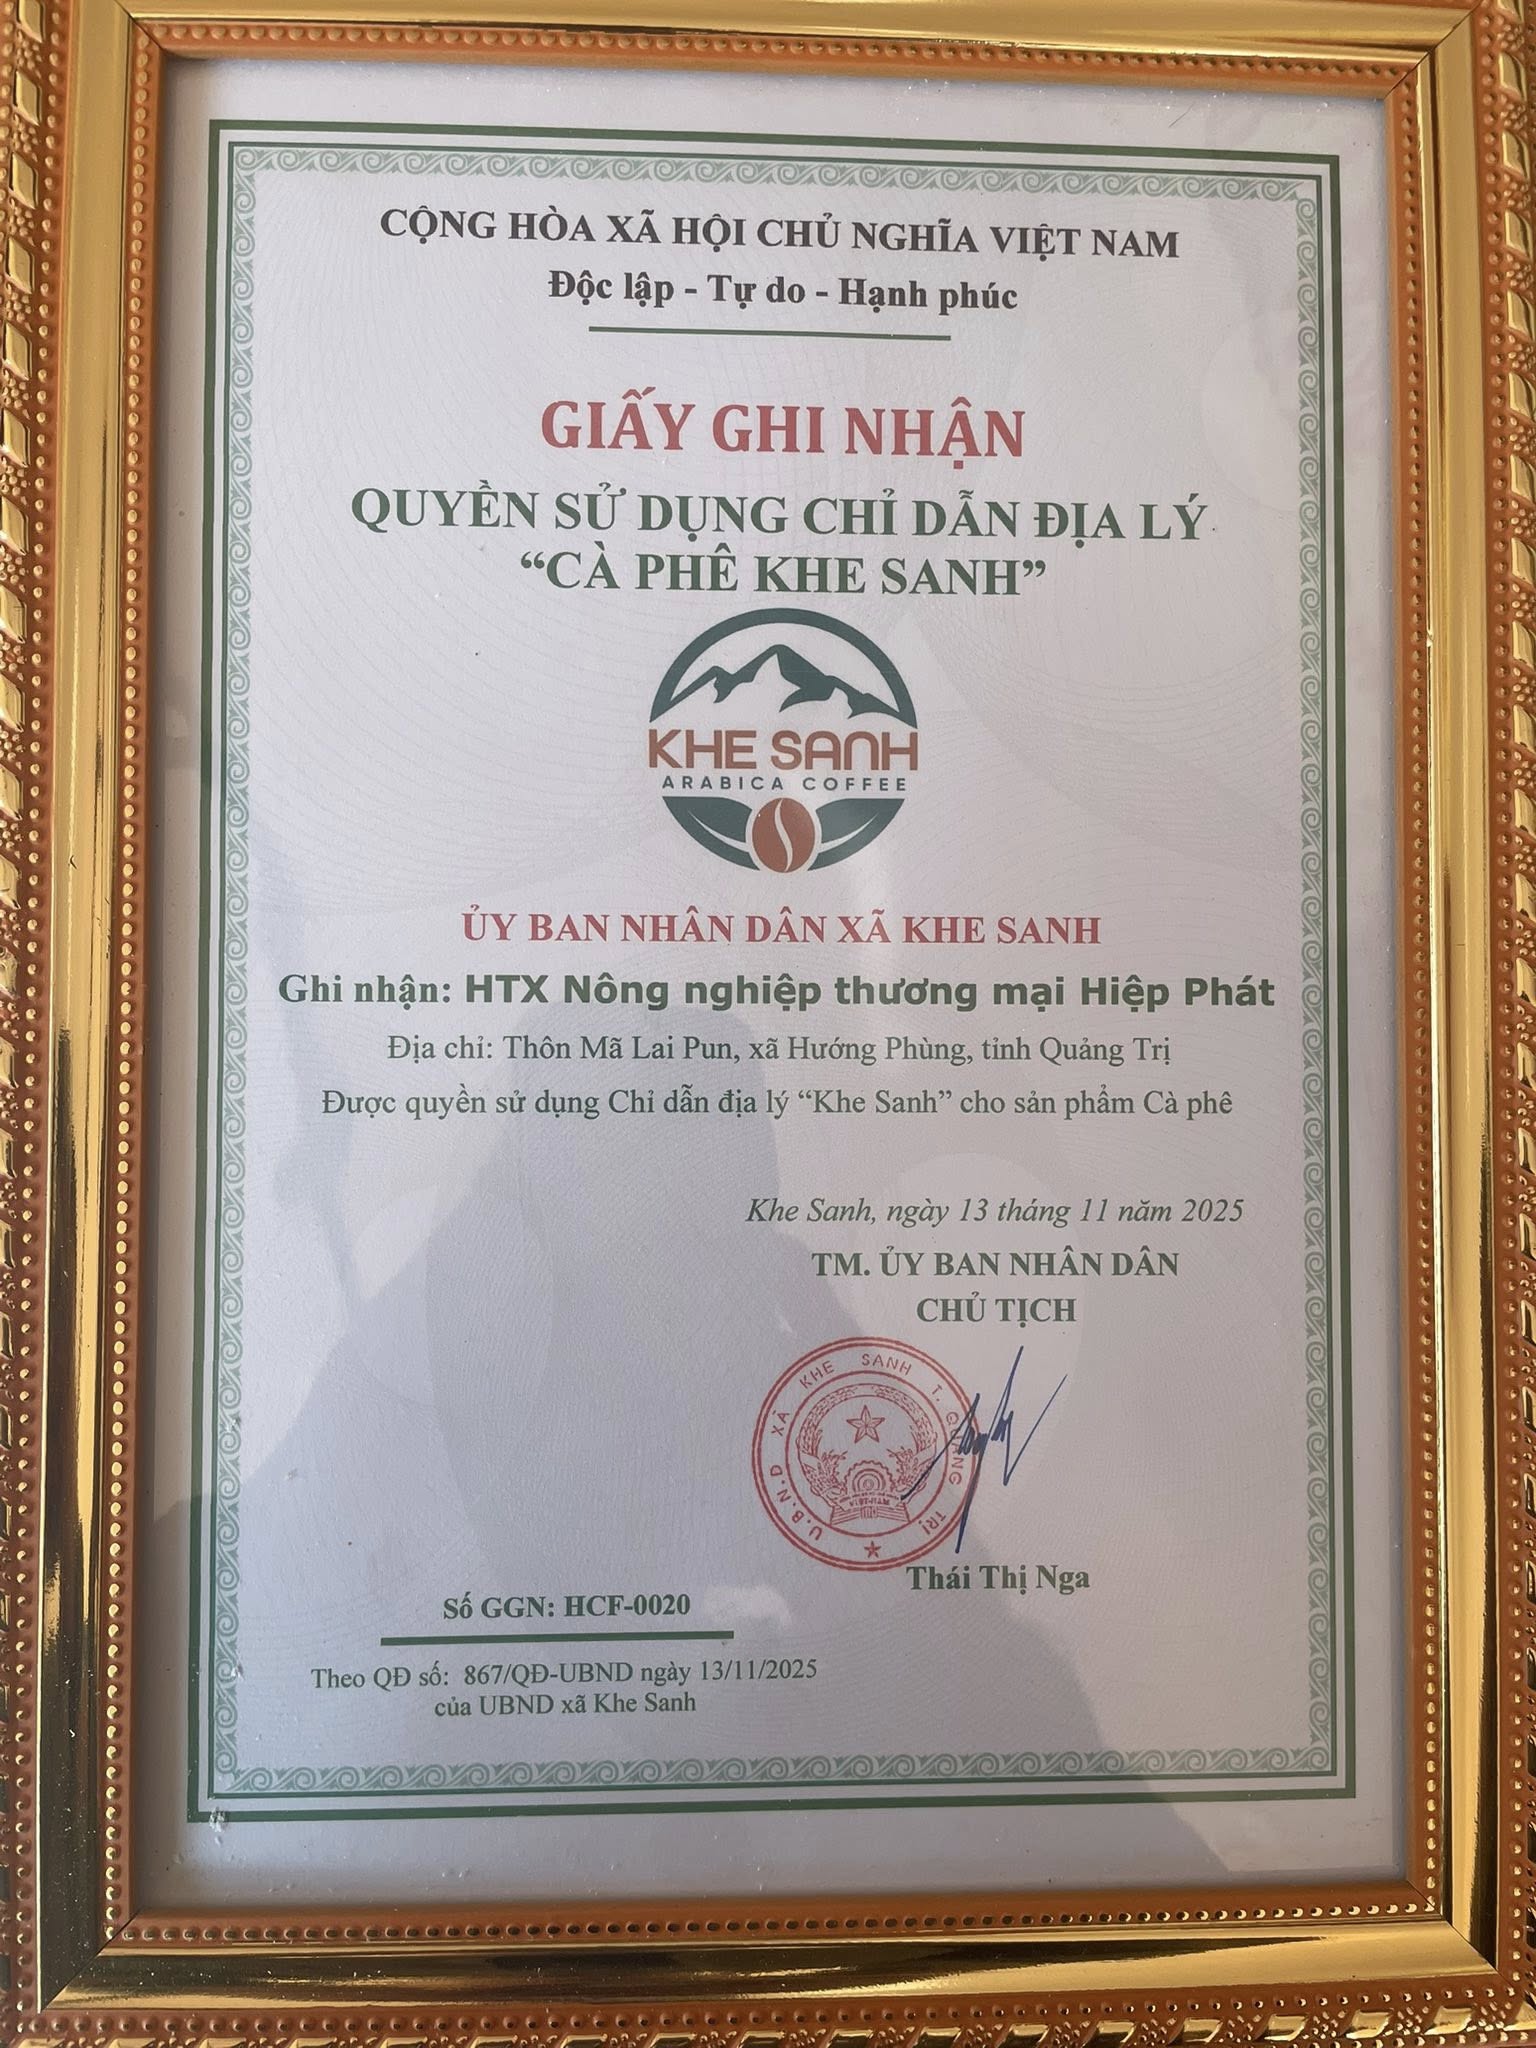 CỘNG HÒA XÃ HỘI CHỦ NGHĨA VIỆT NAM
Độc lập - Tự do - Hạnh phúc
GIẤY GHI NHẬN
QUYỀN SỬ DỤNG CHỈ DẪN ĐỊA LÝ
“CÀ PHÊ KHE SANH”
KHE SANH
ARABICA COFFEE
ỦY BAN NHÂN DÂN XÃ KHE SANH
Ghi nhận: HTX Nông nghiệp thương mại Hiệp Phát
Địa chỉ: Thôn Mã Lai Pun, xã Hướng Phùng, tỉnh Quảng Trị
Được quyền sử dụng Chỉ dẫn địa lý “Khe Sanh” cho sản phẩm Cà phê
Khe Sanh, ngày 13 tháng 11 năm 2025
TM. ỦY BAN NHÂN DÂN
CHỦ TỊCH
U.B.N.D XÃ KHE SANH T. QUẢNG TRỊ
Thái Thị Nga
Số GGN: HCF-0020
Theo QĐ số: 867/QĐ-UBND ngày 13/11/2025
của UBND xã Khe Sanh